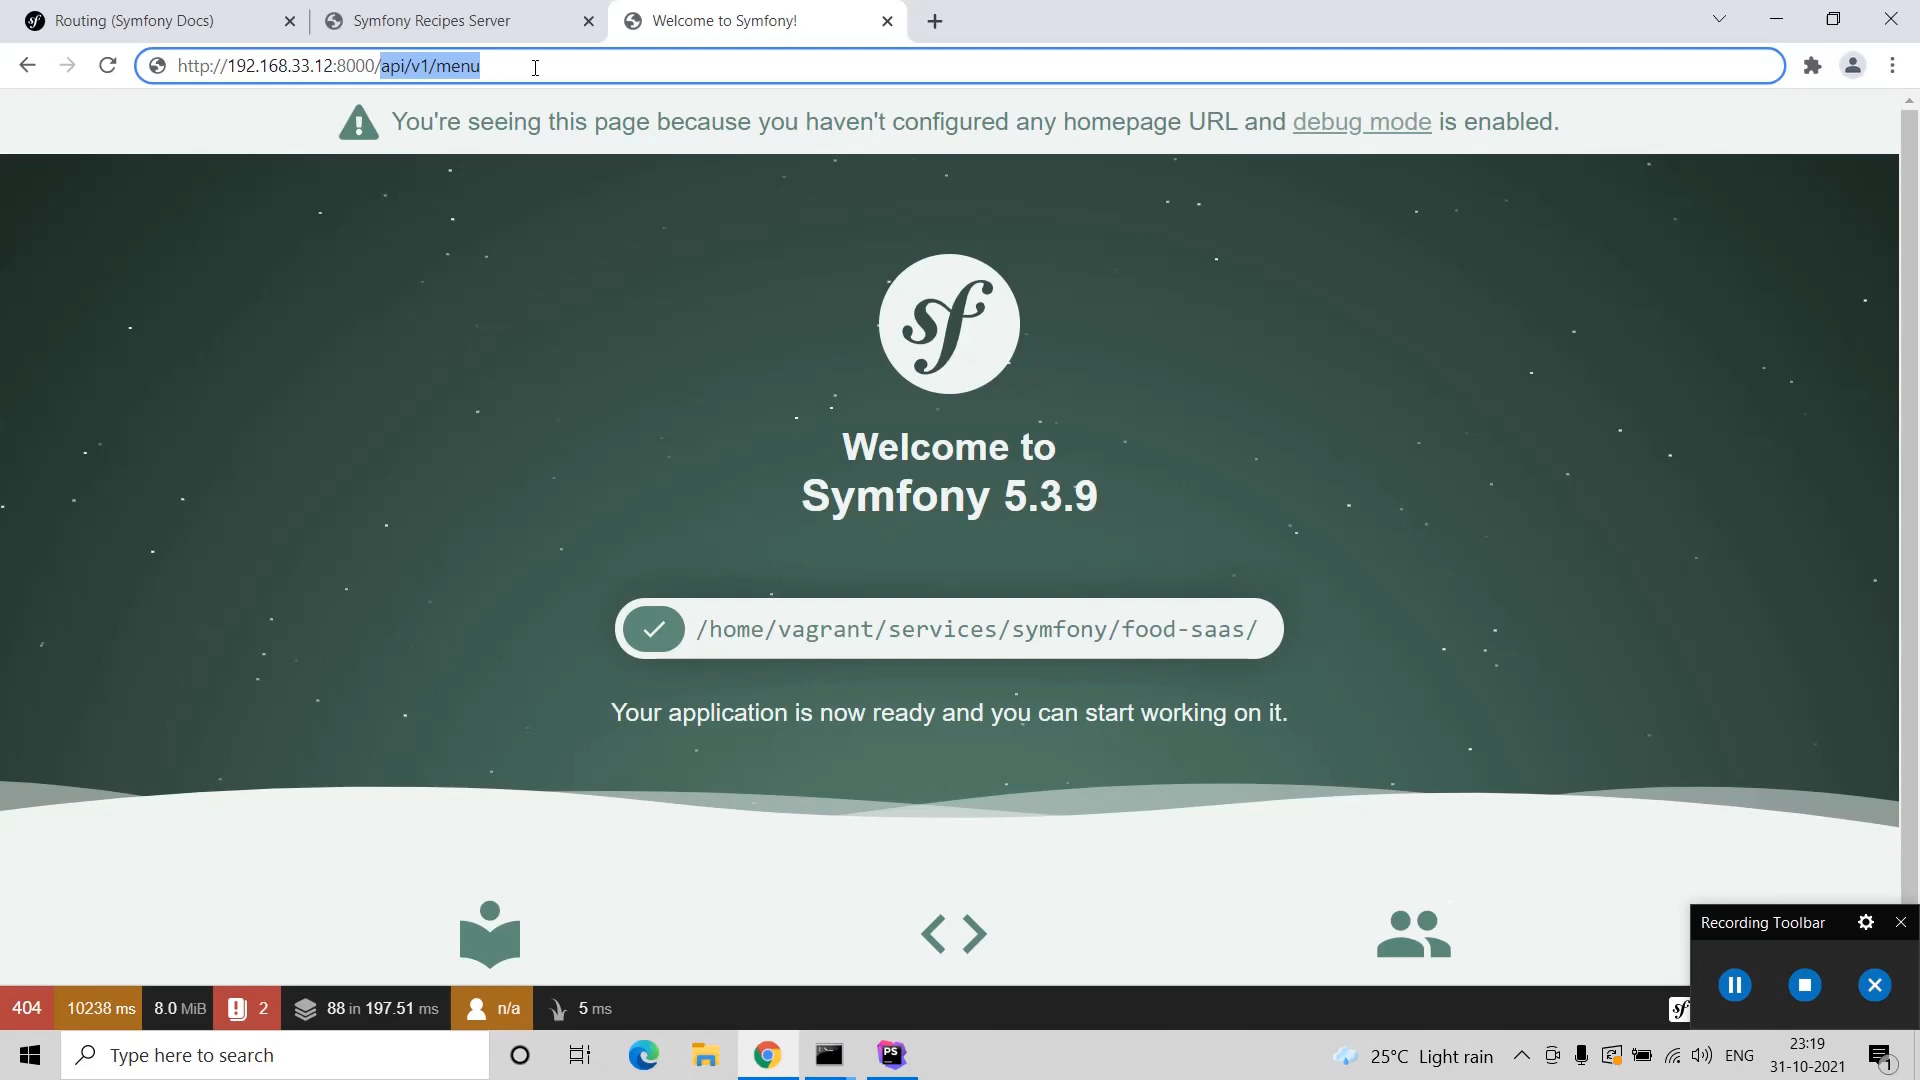 Routing (Symfony Docs)
Symfony Recipes Server
Welcome to Symfony!
http://192.168.33.12:8000/api/v1/menu
You're seeing this page because you haven't configured any homepage URL and debug mode is enabled.
sf
Welcome to
Symfony 5.3.9
/home/vagrant/services/symfony/food-saas/
Your application is now ready and you can start working on it.
Recording Toolbar
404 10238 ms 8.0 MiB 2 88 in 197.51 ms n/a 5 ms sf
Type here to search
PS
25°C Light rain
ENG
23:19
31-10-2021
1